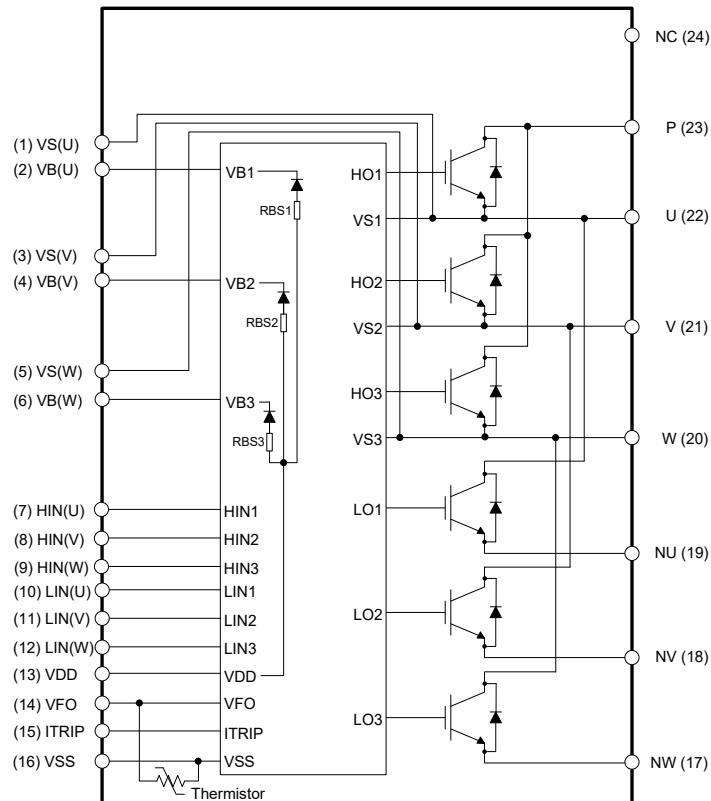 NC (24)
P (23)
(1) VS(U)
(2) VB(U)
VB1
HO1
RBS1
VS1
U (22)
(3) VS(V)
(4) VB(V)
VB2
HO2
RBS2
VS2
V (21)
(5) VS(W)
(6) VB(W)
VB3
HO3
RBS3
VS3
W (20)
(7) HIN(U)
HIN1
LO1
(8) HIN(V)
HIN2
NU (19)
(9) HIN(W)
HIN3
(10) LIN(U)
LIN1
(11) LIN(V)
LIN2
LO2
(12) LIN(W)
LIN3
NV (18)
(13) VDD
VDD
(14) VFO
VFO
LO3
(15) ITRIP
ITRIP
(16) VSS
VSS
NW (17)
Thermistor